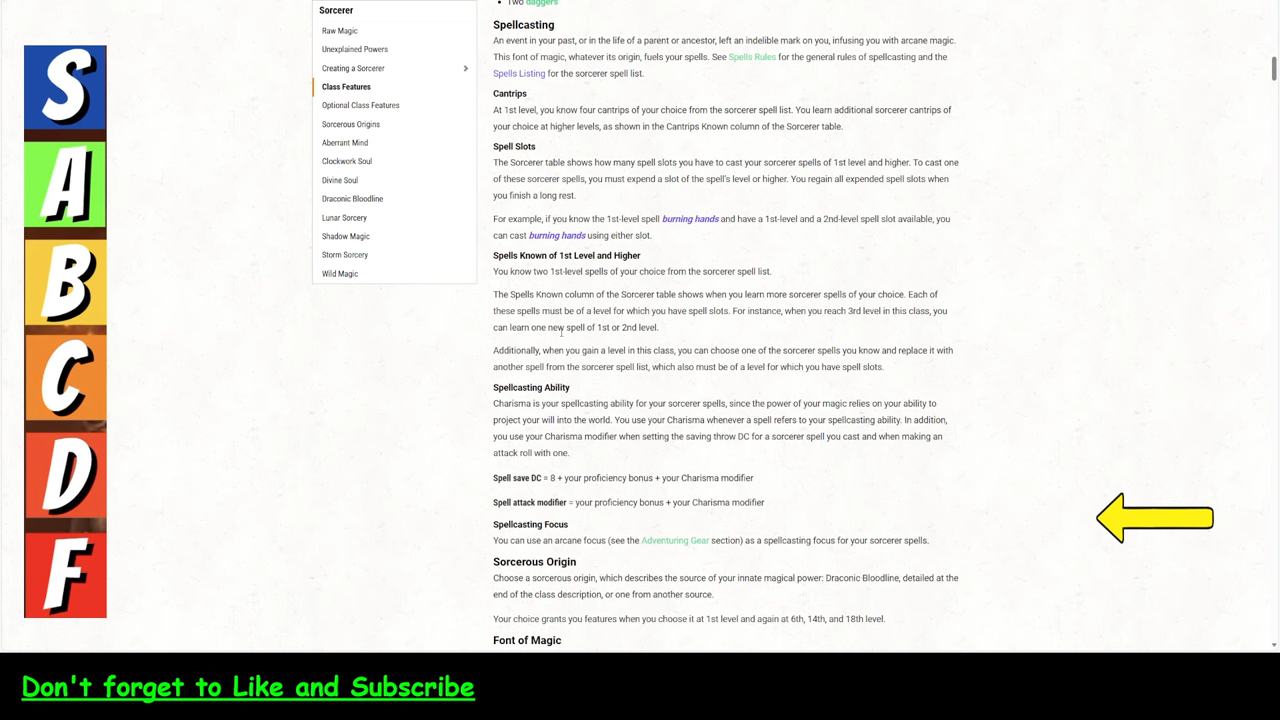 S
A
B
C
D
F
Sorcerer
Raw Magic
Unexplained Powers
Creating a Sorcerer
Class Features
Optional Class Features
Sorcerous Origins
Aberrant Mind
Clockwork Soul
Divine Soul
Draconic Bloodline
Lunar Sorcery
Shadow Magic
Storm Sorcery
Wild Magic
Two daggers
Spellcasting
An event in your past, or in the life of a parent or ancestor, left an indelible mark on you, infusing you with arcane magic.
This font of magic, whatever its origin, fuels your spells. See Spells Rules for the general rules of spellcasting and the
Spells Listing for the sorcerer spell list.
Cantrips
At 1st level, you know four cantrips of your choice from the sorcerer spell list. You learn additional sorcerer cantrips of
your choice at higher levels, as shown in the Cantrips Known column of the Sorcerer table.
Spell Slots
The Sorcerer table shows how many spell slots you have to cast your sorcerer spells of 1st level and higher. To cast one
of these sorcerer spells, you must expend a slot of the spell's level or higher. You regain all expended spell slots when
you finish a long rest.
For example, if you know the 1st-level spell burning hands and have a 1st-level and a 2nd-level spell slot available, you
can cast burning hands using either slot.
Spells Known of 1st Level and Higher
You know two 1st-level spells of your choice from the sorcerer spell list.
The Spells Known column of the Sorcerer table shows when you learn more sorcerer spells of your choice. Each of
these spells must be of a level for which you have spell slots. For instance, when you reach 3rd level in this class, you
can learn one new spell of 1st or 2nd level.
Additionally, when you gain a level in this class, you can choose one of the sorcerer spells you know and replace it with
another spell from the sorcerer spell list, which also must be of a level for which you have spell slots.
Spellcasting Ability
Charisma is your spellcasting ability for your sorcerer spells, since the power of your magic relies on your ability to
project your will into the world. You use your Charisma whenever a spell refers to your spellcasting ability. In addition,
you use your Charisma modifier when setting the saving throw DC for a sorcerer spell you cast and when making an
attack roll with one.
Spell save DC = 8 + your proficiency bonus + your Charisma modifier
Spell attack modifier = your proficiency bonus + your Charisma modifier
Spellcasting Focus
You can use an arcane focus (see the Adventuring Gear section) as a spellcasting focus for your sorcerer spells.
Sorcerous Origin
Choose a sorcerous origin, which describes the source of your innate magical power: Draconic Bloodline, detailed at the
end of the class description, or one from another source.
Your choice grants you features when you choose it at 1st level and again at 6th, 14th, and 18th level.
Font of Magic
Don't forget to Like and Subscribe